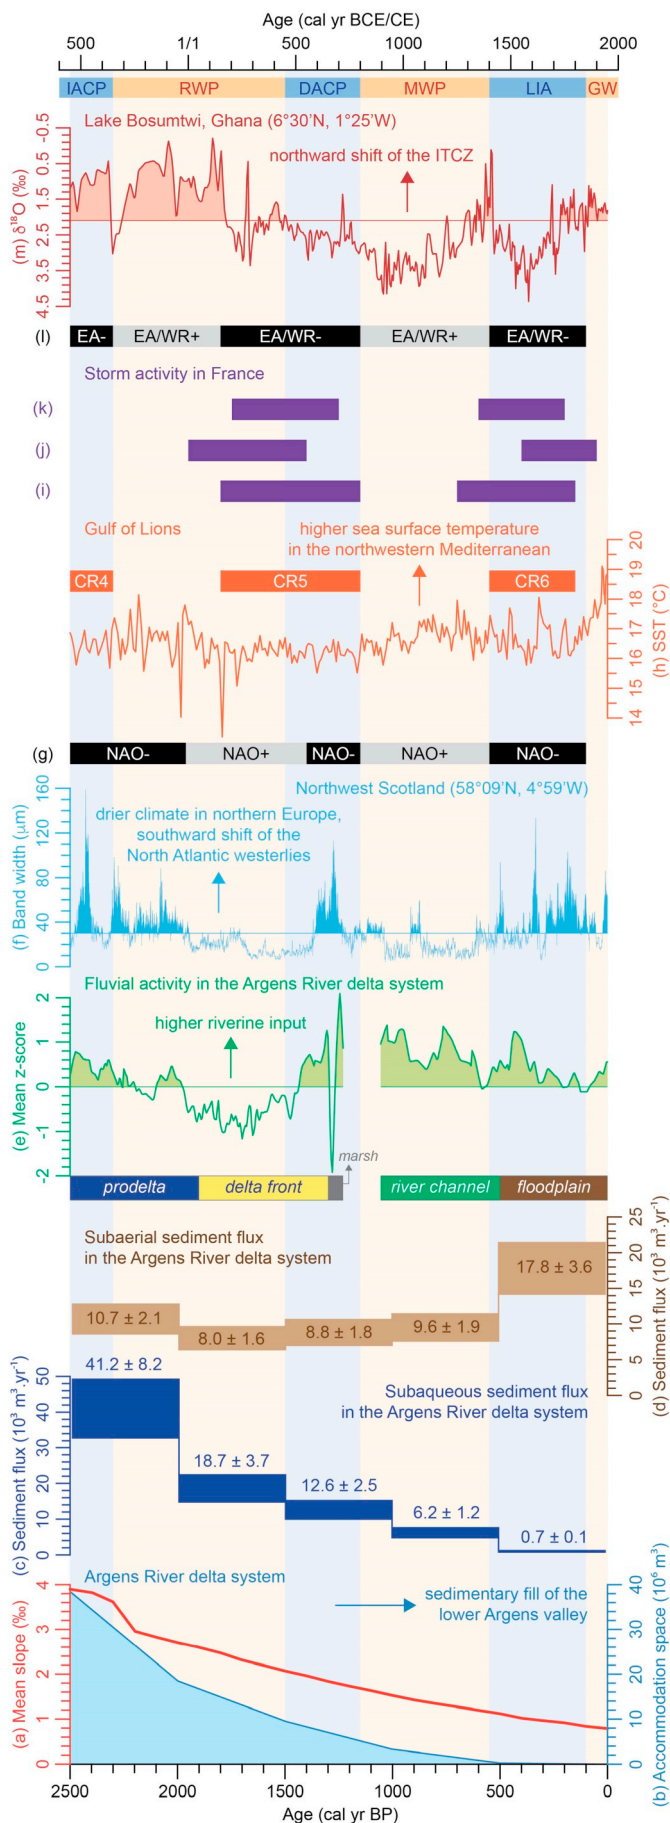 Age (cal yr BCE/CE)
500 1/1 500 1000 1500 2000
IACP RWP DACP MWP LIA GW
Lake Bosumtwi, Ghana (6°30'N, 1°25'W)
northward shift of the ITCZ
(m) δ¹⁸O (‰)
-0.5
0.5
1.5
2.5
3.5
4.5
(l) EA- EA/WR+ EA/WR- EA/WR+ EA/WR-
Storm activity in France
(k)
(j)
(i)
Gulf of Lions
higher sea surface temperature
in the northwestern Mediterranean
CR4 CR5 CR6
(h) SST (°C)
20
19
18
17
16
15
14
(g) NAO- NAO+ NAO- NAO+ NAO-
Northwest Scotland (58°09'N, 4°59'W)
drier climate in northern Europe,
southward shift of the
North Atlantic westerlies
(f) Band width (μm)
160
120
80
40
0
Fluvial activity in the Argens River delta system
higher riverine input
(e) Mean z-score
2
1
0
-1
-2
marsh
prodelta delta front river channel floodplain
Subaerial sediment flux
in the Argens River delta system
10.7 ± 2.1
8.0 ± 1.6
8.8 ± 1.8
9.6 ± 1.9
17.8 ± 3.6
(d) Sediment flux (10³ m³.yr⁻¹)
25
20
15
10
5
0
41.2 ± 8.2
18.7 ± 3.7
12.6 ± 2.5
6.2 ± 1.2
0.7 ± 0.1
Subaqueous sediment flux
in the Argens River delta system
(c) Sediment flux (10³ m³.yr⁻¹)
50
40
30
20
10
0
Argens River delta system
sedimentary fill of the
lower Argens valley
(a) Mean slope (‰)
4
3
2
1
0
(b) Accommodation space (10⁶ m³)
40
30
20
10
0
2500 2000 1500 1000 500 0
Age (cal yr BP)